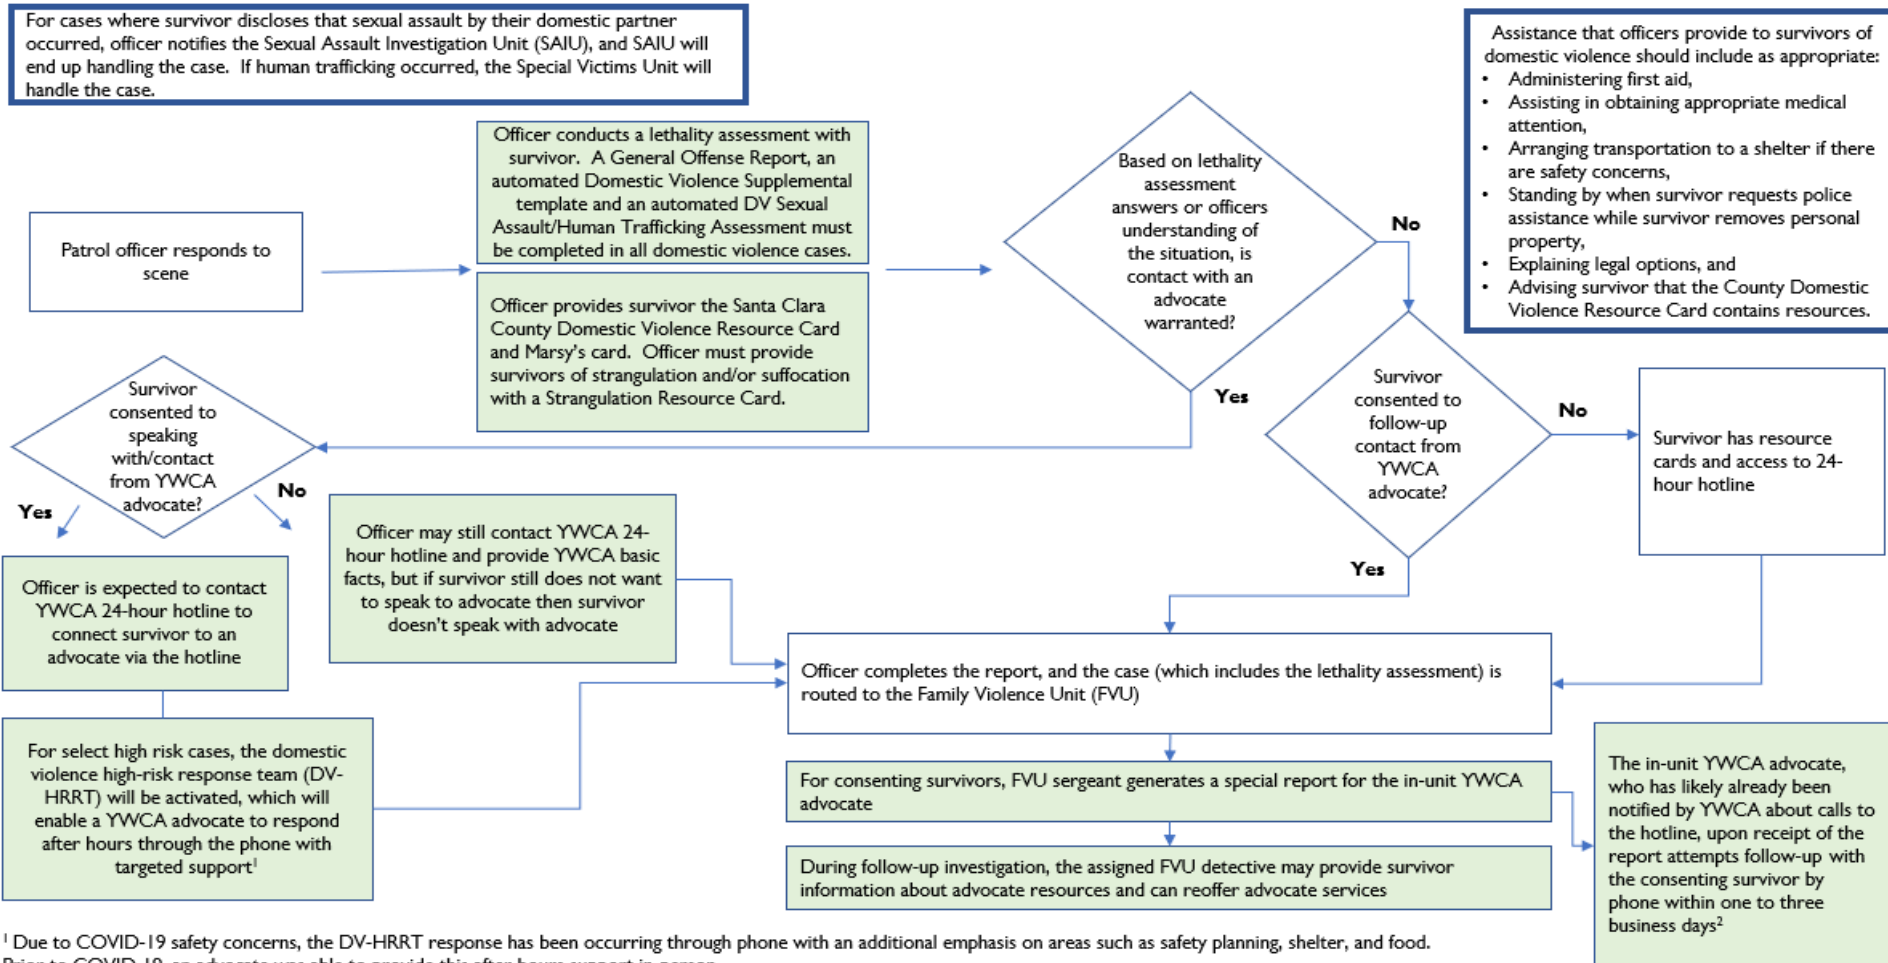 For cases where survivor discloses that sexual assault by their domestic partner
occurred, officer notifies the Sexual Assault Investigation Unit (SAIU), and SAIU will
end up handling the case.  If human trafficking occurred, the Special Victims Unit will
handle the case.
Assistance that officers provide to survivors of
domestic violence should include as appropriate:
• Administering first aid,
• Assisting in obtaining appropriate medical
attention,
• Arranging transportation to a shelter if there
are safety concerns,
• Standing by when survivor requests police
assistance while survivor removes personal
property,
• Explaining legal options, and
• Advising survivor that the County Domestic
Violence Resource Card contains resources.
Patrol officer responds to
scene
Officer conducts a lethality assessment with
survivor.  A General Offense Report, an
automated Domestic Violence Supplemental
template and an automated DV Sexual
Assault/Human Trafficking Assessment must
be completed in all domestic violence cases.
Officer provides survivor the Santa Clara
County Domestic Violence Resource Card
and Marsy's card.  Officer must provide
survivors of strangulation and/or suffocation
with a Strangulation Resource Card.
Based on lethality
assessment
answers or officers
understanding of
the situation, is
contact with an
advocate
warranted?
No
Yes
Survivor
consented to
follow-up
contact from
YWCA
advocate?
No
Yes
Survivor has resource
cards and access to 24-
hour hotline
Survivor
consented to
speaking
with/contact
from YWCA
advocate?
Yes
No
Officer is expected to contact
YWCA 24-hour hotline to
connect survivor to an
advocate via the hotline
Officer may still contact YWCA 24-
hour hotline and provide YWCA basic
facts, but if survivor still does not want
to speak to advocate then survivor
doesn't speak with advocate
For select high risk cases, the domestic
violence high-risk response team (DV-
HRRT) will be activated, which will
enable a YWCA advocate to respond
after hours through the phone with
targeted support¹
Officer completes the report, and the case (which includes the lethality assessment) is
routed to the Family Violence Unit (FVU)
For consenting survivors, FVU sergeant generates a special report for the in-unit YWCA
advocate
During follow-up investigation, the assigned FVU detective may provide survivor
information about advocate resources and can reoffer advocate services
The in-unit YWCA advocate,
who has likely already been
notified by YWCA about calls to
the hotline, upon receipt of the
report attempts follow-up with
the consenting survivor by
phone within one to three
business days²
¹ Due to COVID-19 safety concerns, the DV-HRRT response has been occurring through phone with an additional emphasis on areas such as safety planning, shelter, and food.
Prior to COVID-19, an advocate was able to provide this after-hours support in person